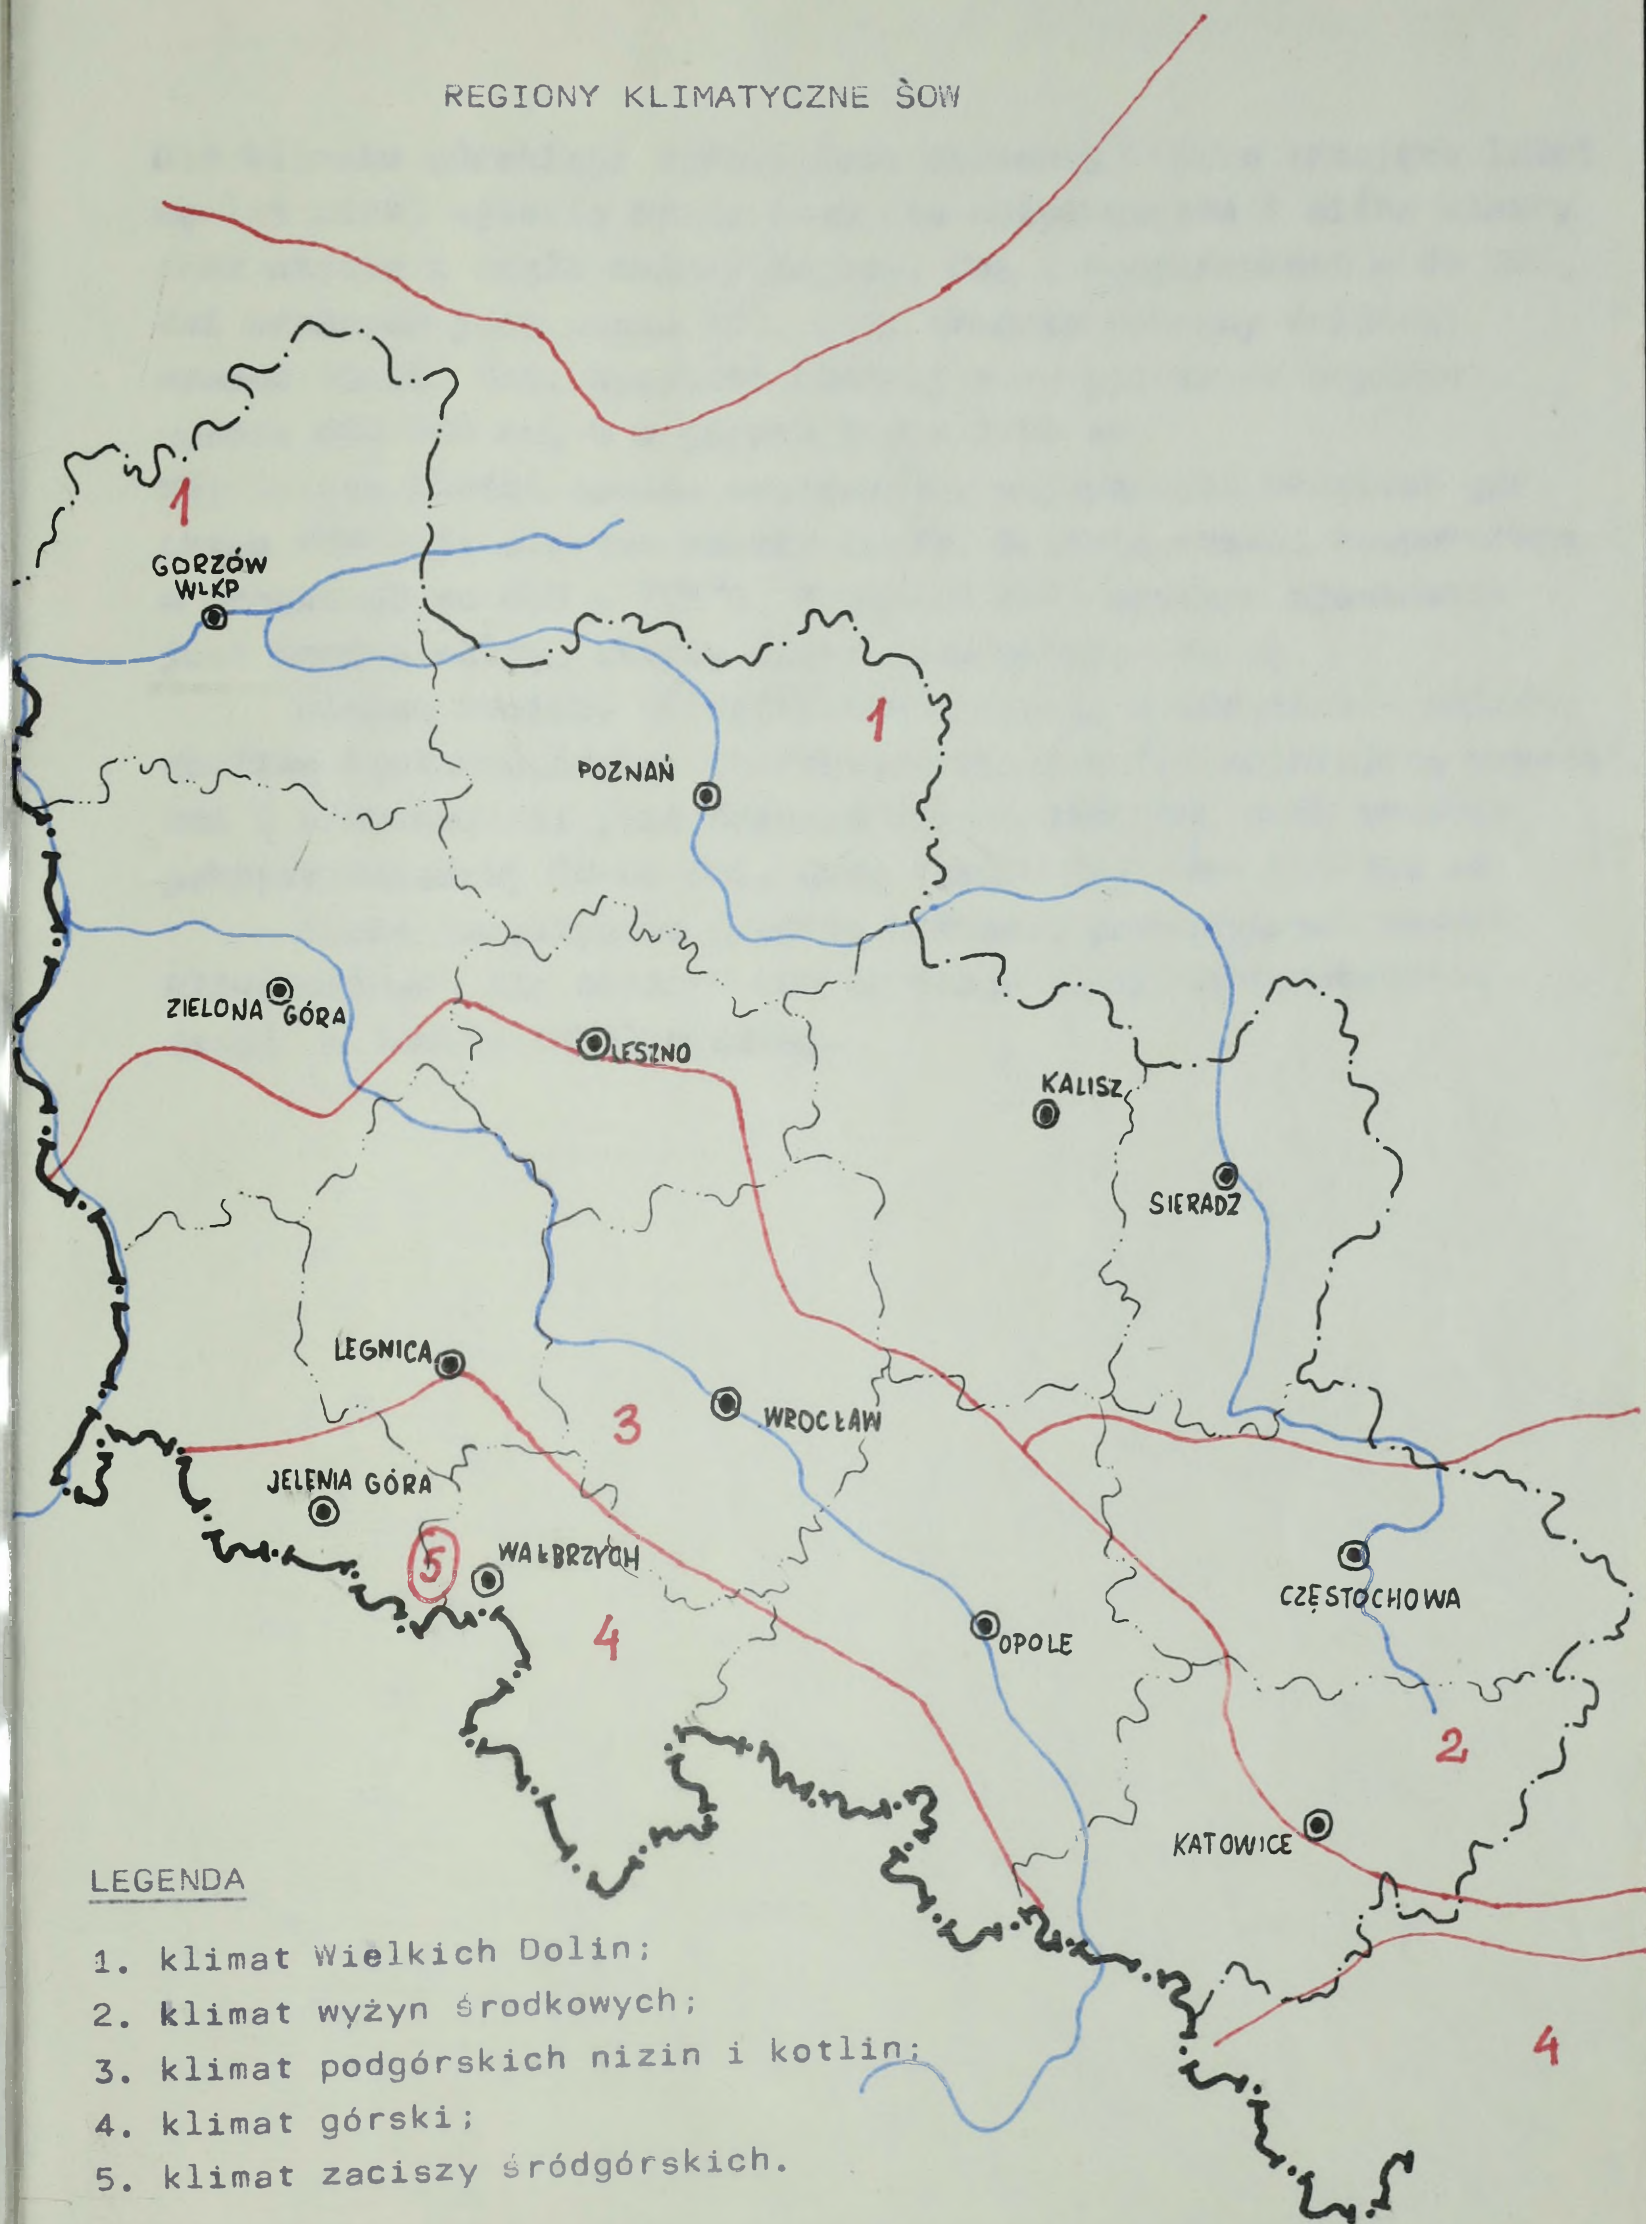 REGIONY KLIMATYCZNE ŚOW
1
GORZÓW
WLKP
1
POZNAŃ
ZIELONA GÓRA
LESZNO
KALISZ
SIERADZ
LEGNICA
3
WROCŁAW
JELENIA GÓRA
5
WAŁBRZYCH
CZĘSTOCHOWA
4
OPOLE
2
KATOWICE
4
LEGENDA
1. klimat Wielkich Dolin;
2. klimat wyżyn środkowych;
3. klimat podgórskich nizin i kotlin;
4. klimat górski;
5. klimat zaciszy śródgórskich.